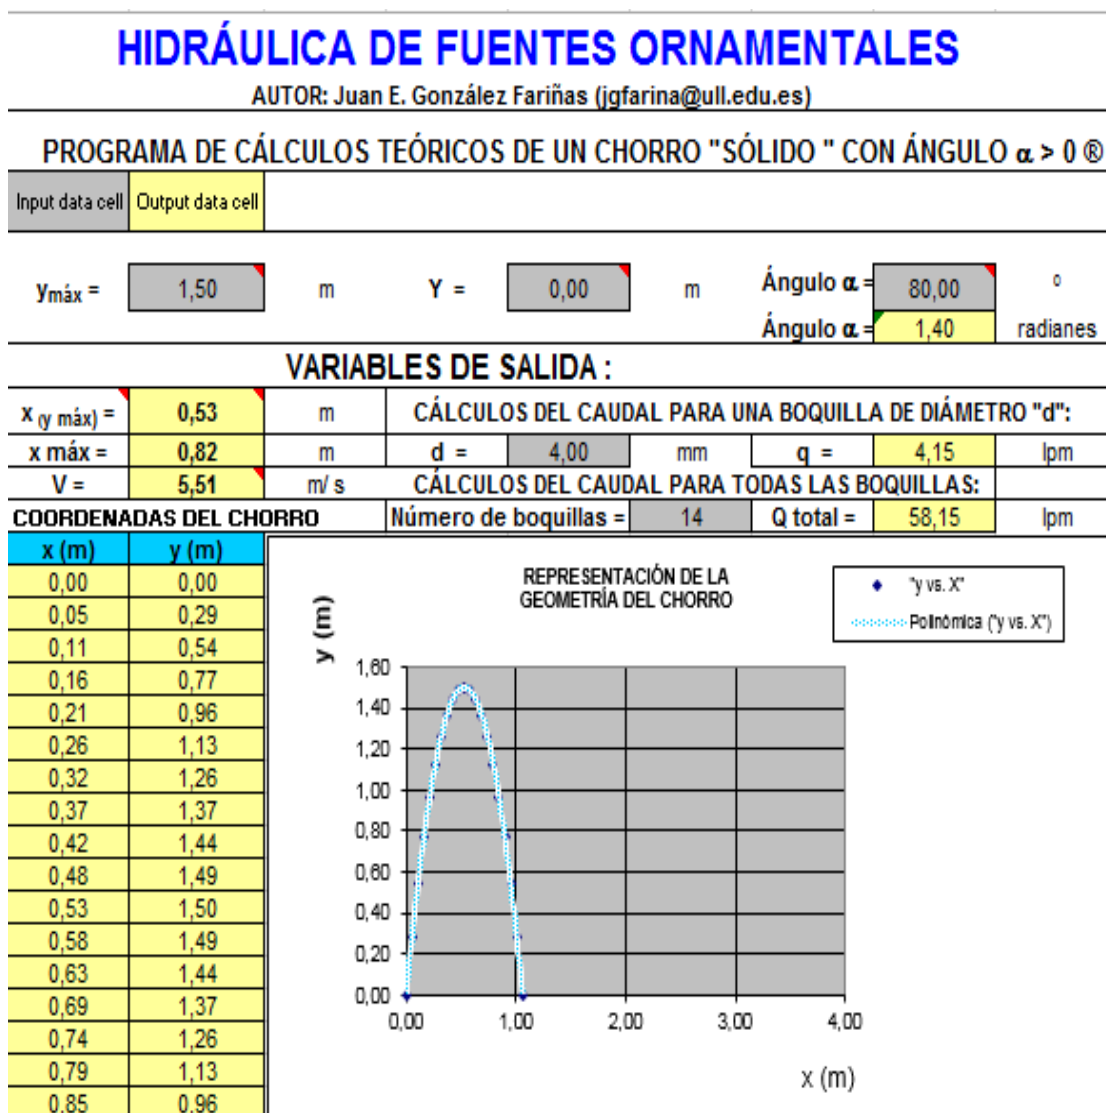 HIDRÁULICA DE FUENTES ORNAMENTALES
AUTOR: Juan E. González Fariñas (jgfarina@ull.edu.es)
PROGRAMA DE CÁLCULOS TEÓRICOS DE UN CHORRO "SÓLIDO " CON ÁNGULO α > 0 ®
Input data cell Output data cell
ymáx = 1,50 m Y = 0,00 m Ángulo α = 80,00 º
Ángulo α = 1,40 radianes
VARIABLES DE SALIDA :
x (y máx) = 0,53 m CÁLCULOS DEL CAUDAL PARA UNA BOQUILLA DE DIÁMETRO "d":
x máx = 0,82 m d = 4,00 mm q = 4,15 lpm
V = 5,51 m/ s CÁLCULOS DEL CAUDAL PARA TODAS LAS BOQUILLAS:
COORDENADAS DEL CHORRO Número de boquillas = 14 Q total = 58,15 lpm
x (m) y (m)
0,00 0,00
0,05 0,29
0,11 0,54
0,16 0,77
0,21 0,96
0,26 1,13
0,32 1,26
0,37 1,37
0,42 1,44
0,48 1,49
0,53 1,50
0,58 1,49
0,63 1,44
0,69 1,37
0,74 1,26
0,79 1,13
0,85 0,96
REPRESENTACIÓN DE LA
GEOMETRÍA DEL CHORRO
"y vs. X"
Polinómica ("y vs. X")
y (m)
1,60
1,40
1,20
1,00
0,80
0,60
0,40
0,20
0,00
0,00 1,00 2,00 3,00 4,00
x (m)